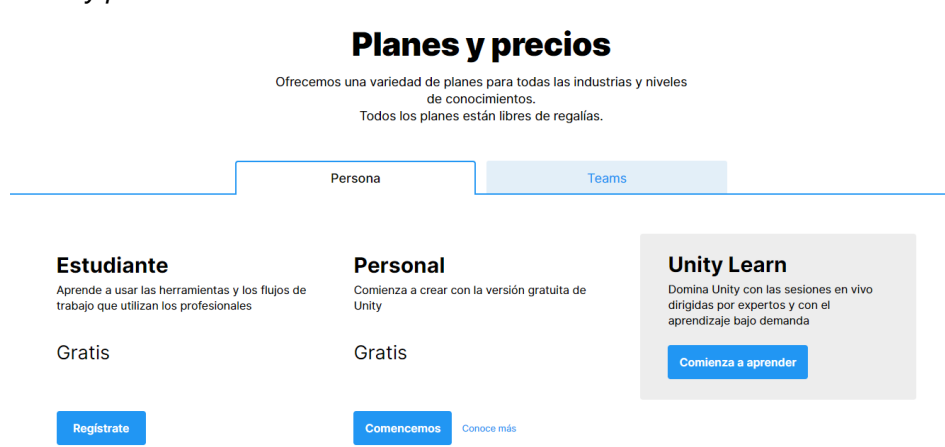 Planes y precios
Ofrecemos una variedad de planes para todas las industrias y niveles
de conocimientos.
Todos los planes están libres de regalías.
Persona
Teams
Estudiante
Aprende a usar las herramientas y los flujos de
trabajo que utilizan los profesionales
Gratis
Regístrate
Personal
Comienza a crear con la versión gratuita de
Unity
Gratis
Comencemos
Conoce más
Unity Learn
Domina Unity con las sesiones en vivo
dirigidas por expertos y con el
aprendizaje bajo demanda
Comienza a aprender